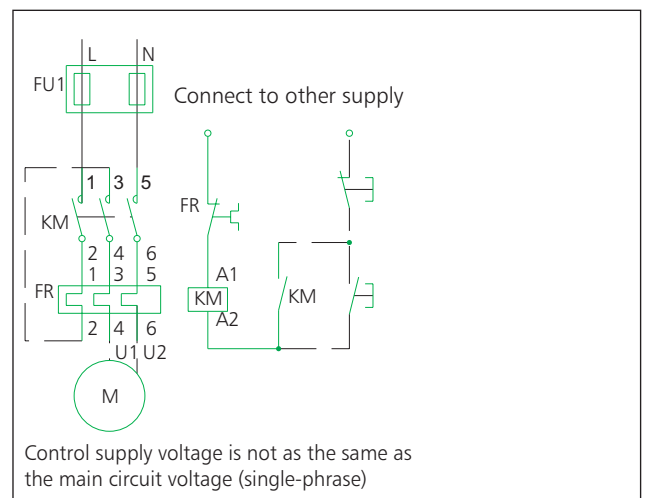 L N
FU1
Connect to other supply
1 3 5
FR
KM
2 4 6
1 3 5
A1
FR
KM
KM
A2
2 4 6
U1 U2
M
Control supply voltage is not as the same as
the main circuit voltage (single-phrase)